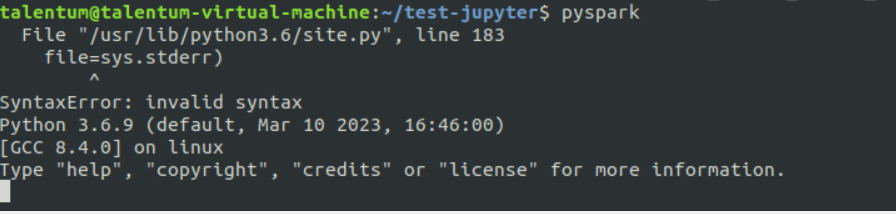 talentum@talentum-virtual-machine:~/test-jupyter$ pyspark
  File "/usr/lib/python3.6/site.py", line 183
    file=sys.stderr)
        ^
SyntaxError: invalid syntax
Python 3.6.9 (default, Mar 10 2023, 16:46:00)
[GCC 8.4.0] on linux
Type "help", "copyright", "credits" or "license" for more information.